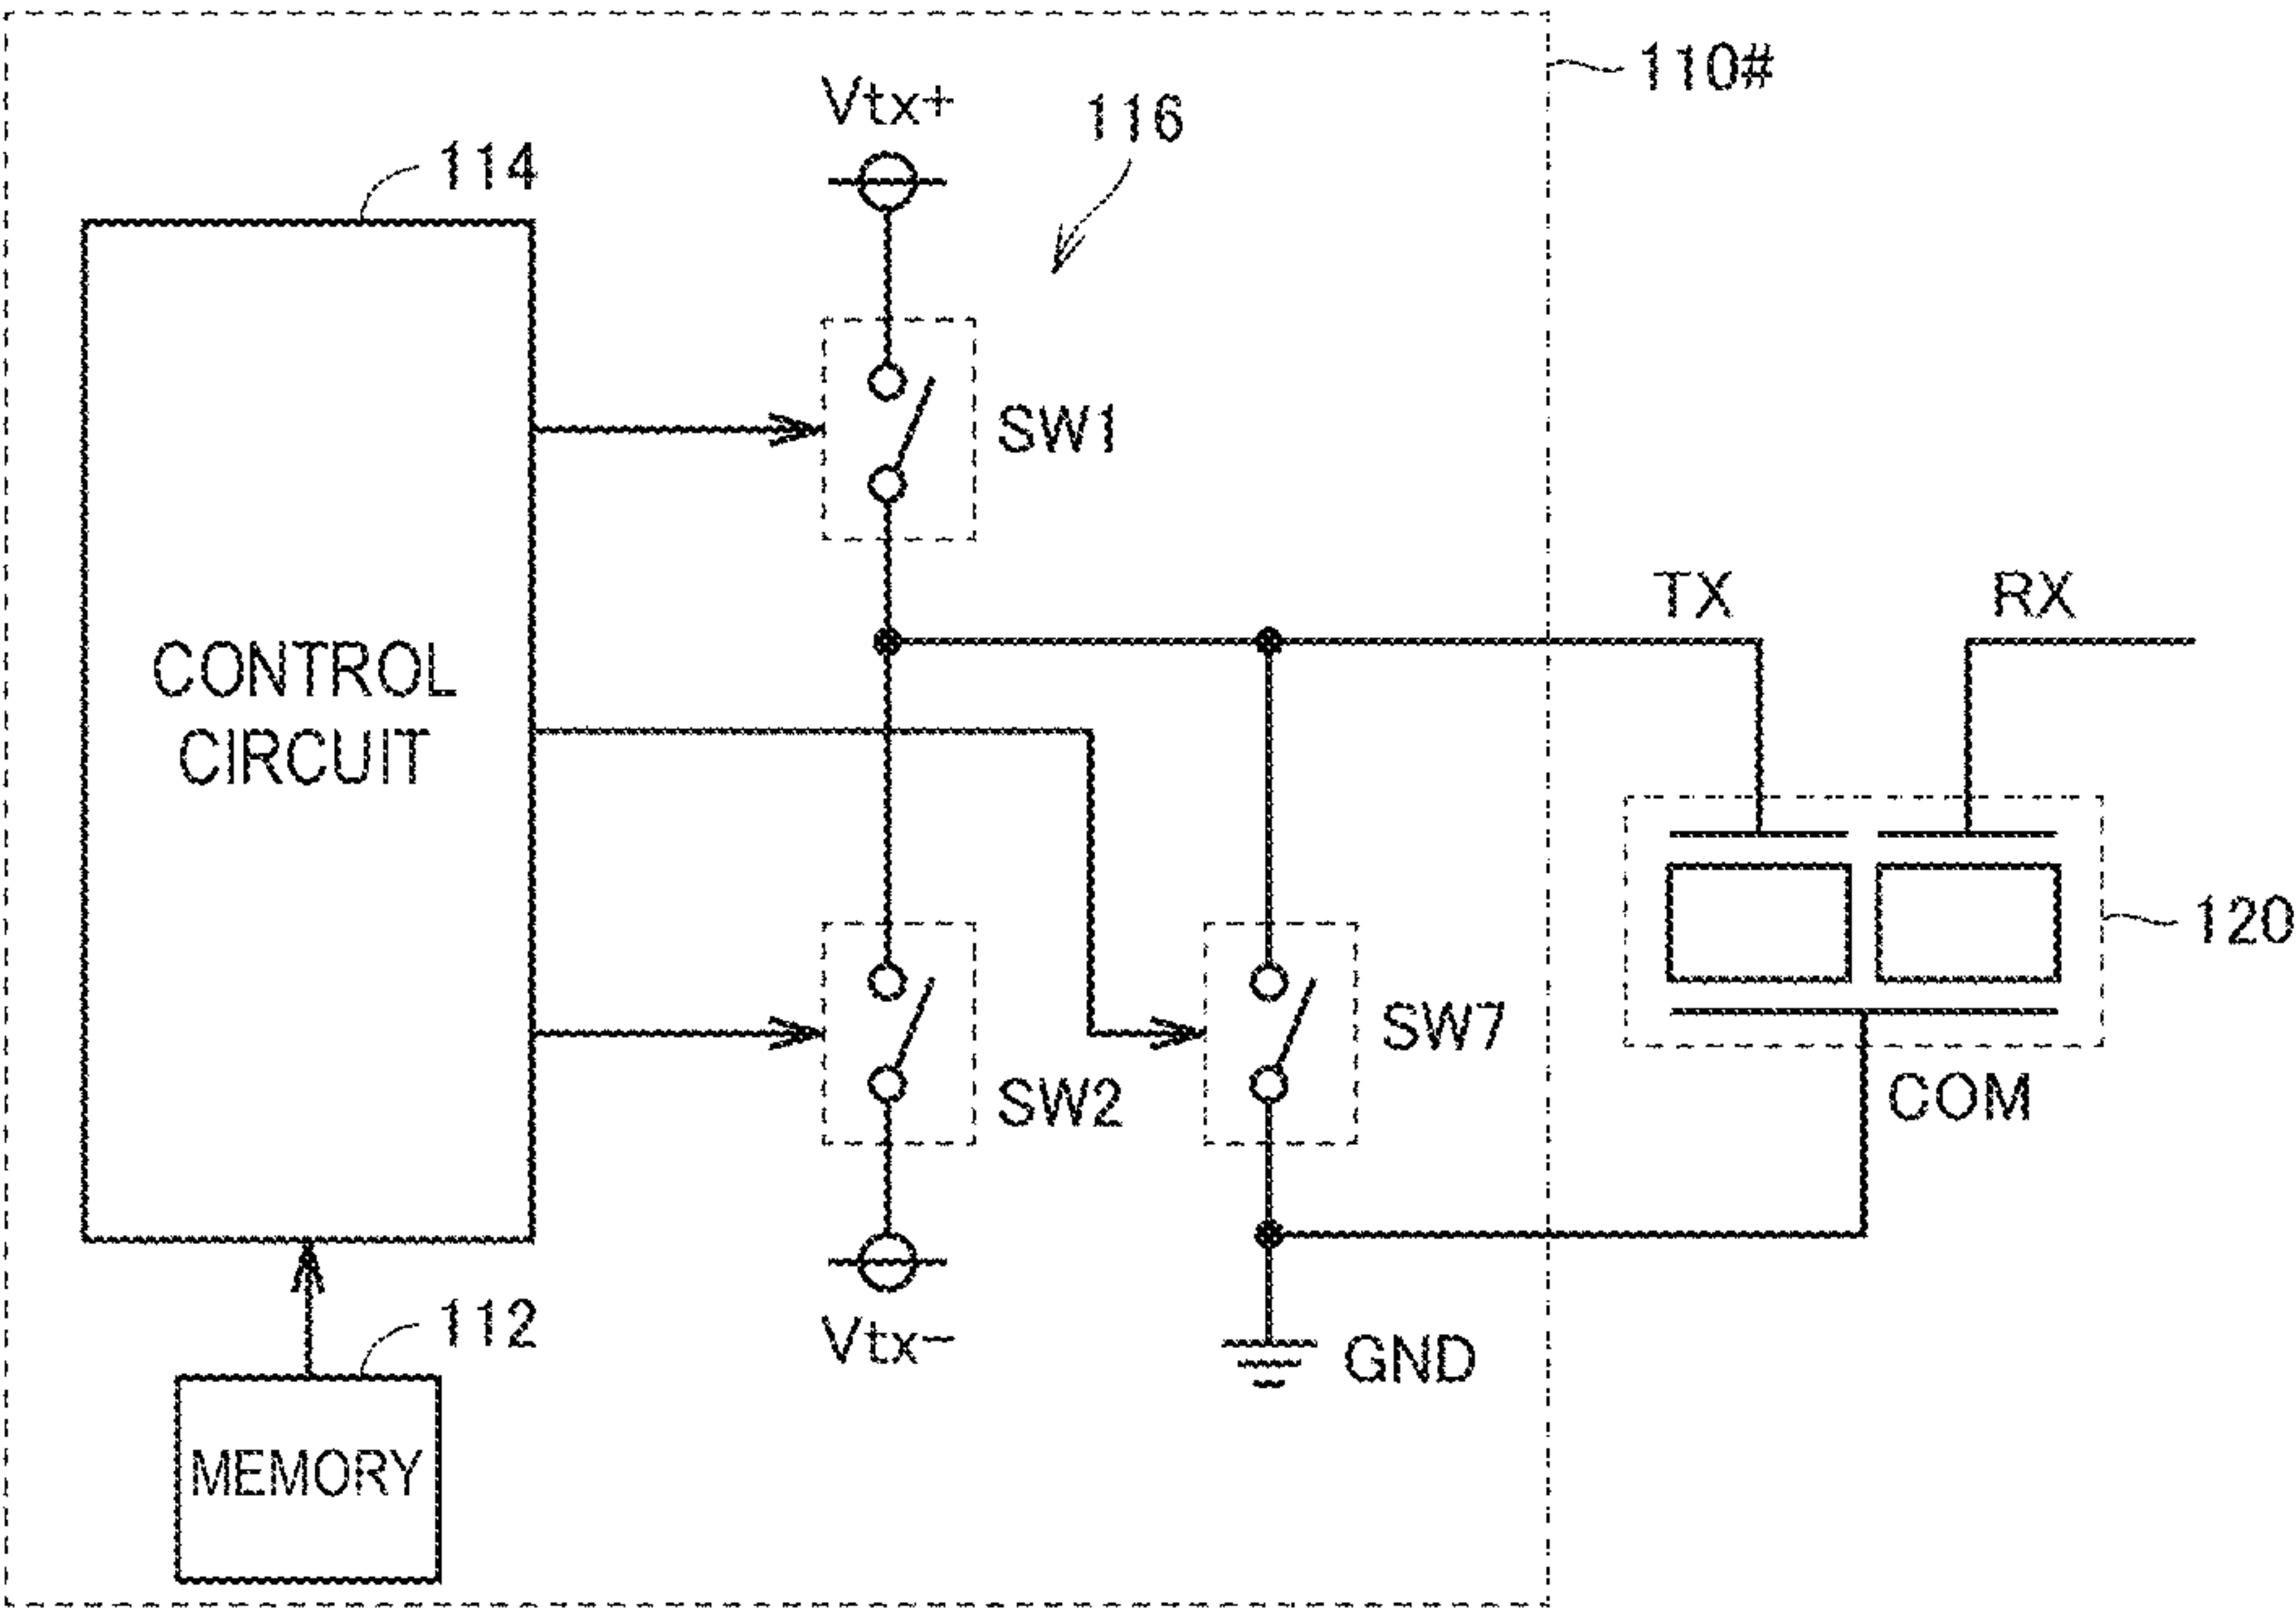 110#
Vtx+
116
114
SW1
TX
RX
CONTROL
CIRCUIT
120
SW7
SW2
COM
112
Vtx−
GND
MEMORY